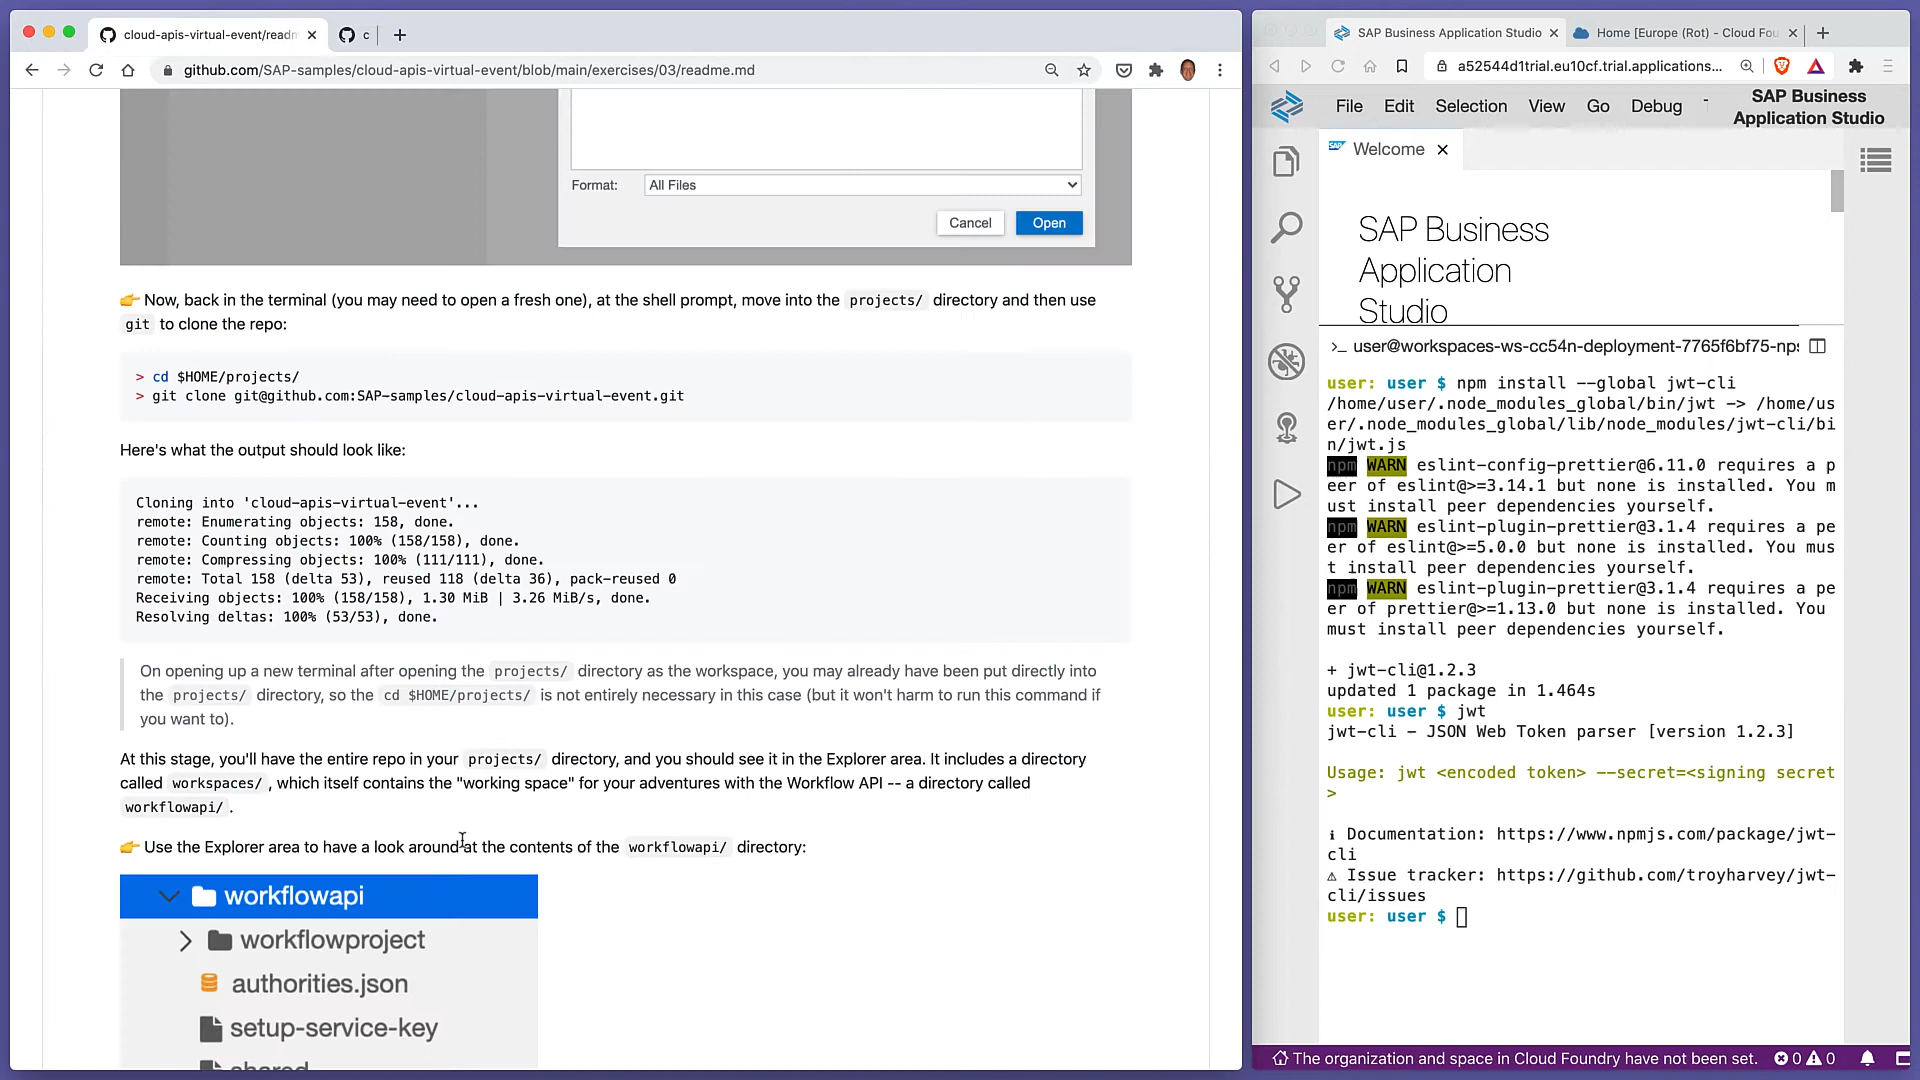 cloud-apis-virtual-event/readm
c
github.com/SAP-samples/cloud-apis-virtual-event/blob/main/exercises/03/readme.md
Format:
All Files
Cancel
Open
👉 Now, back in the terminal (you may need to open a fresh one), at the shell prompt, move into the projects/ directory and then use
git to clone the repo:
> cd $HOME/projects/
> git clone git@github.com:SAP-samples/cloud-apis-virtual-event.git
Here's what the output should look like:
Cloning into 'cloud-apis-virtual-event'...
remote: Enumerating objects: 158, done.
remote: Counting objects: 100% (158/158), done.
remote: Compressing objects: 100% (111/111), done.
remote: Total 158 (delta 53), reused 118 (delta 36), pack-reused 0
Receiving objects: 100% (158/158), 1.30 MiB | 3.26 MiB/s, done.
Resolving deltas: 100% (53/53), done.
On opening up a new terminal after opening the projects/ directory as the workspace, you may already have been put directly into
the projects/ directory, so the cd $HOME/projects/ is not entirely necessary in this case (but it won't harm to run this command if
you want to).
At this stage, you'll have the entire repo in your projects/ directory, and you should see it in the Explorer area. It includes a directory
called workspaces/, which itself contains the "working space" for your adventures with the Workflow API -- a directory called
workflowapi/.
👉 Use the Explorer area to have a look around at the contents of the workflowapi/ directory:
workflowapi
workflowproject
authorities.json
setup-service-key
shared
SAP Business Application Studio
Home [Europe (Rot) - Cloud Fou
a52544d1trial.eu10cf.trial.applications...
File Edit Selection View Go Debug
SAP Business
Application Studio
SAP Welcome
SAP Business
Application
Studio
>_ user@workspaces-ws-cc54n-deployment-7765f6bf75-nps
user: user $ npm install --global jwt-cli
/home/user/.node_modules_global/bin/jwt -> /home/us
er/.node_modules_global/lib/node_modules/jwt-cli/bi
n/jwt.js
npm WARN eslint-config-prettier@6.11.0 requires a p
eer of eslint@>=3.14.1 but none is installed. You m
ust install peer dependencies yourself.
npm WARN eslint-plugin-prettier@3.1.4 requires a pe
er of eslint@>=5.0.0 but none is installed. You mus
t install peer dependencies yourself.
npm WARN eslint-plugin-prettier@3.1.4 requires a pe
er of prettier@>=1.13.0 but none is installed. You
must install peer dependencies yourself.
+ jwt-cli@1.2.3
updated 1 package in 1.464s
user: user $ jwt
jwt-cli - JSON Web Token parser [version 1.2.3]
Usage: jwt <encoded token> --secret=<signing secret
>
ℹ Documentation: https://www.npmjs.com/package/jwt-
cli
⚠ Issue tracker: https://github.com/troyharvey/jwt-
cli/issues
user: user $
The organization and space in Cloud Foundry have not been set. 0 0